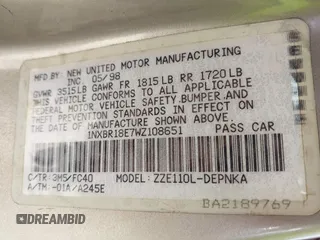 MFD BY: NEW UNITED MOTOR MANUFACTURING
INC 05/98
GVWR 3515LB GAWR FR 1815LB RR 1720LB
THIS VEHICLE CONFORMS TO ALL APPLICABLE
FEDERAL MOTOR VEHICLE SAFETY,BUMPER,AND
THEFT PREVENTION STANDARDS IN EFFECT ON
THE DATE OF MANUFACTURE SHOWN ABOVE.
1NXBR18E7WZ108651
PASSENGER CAR
C/TR:3M5/FC40 MODEL:ZZE110L-DEPNKA
A/TM:-01A/A245E
BA2189769
DREAMBID